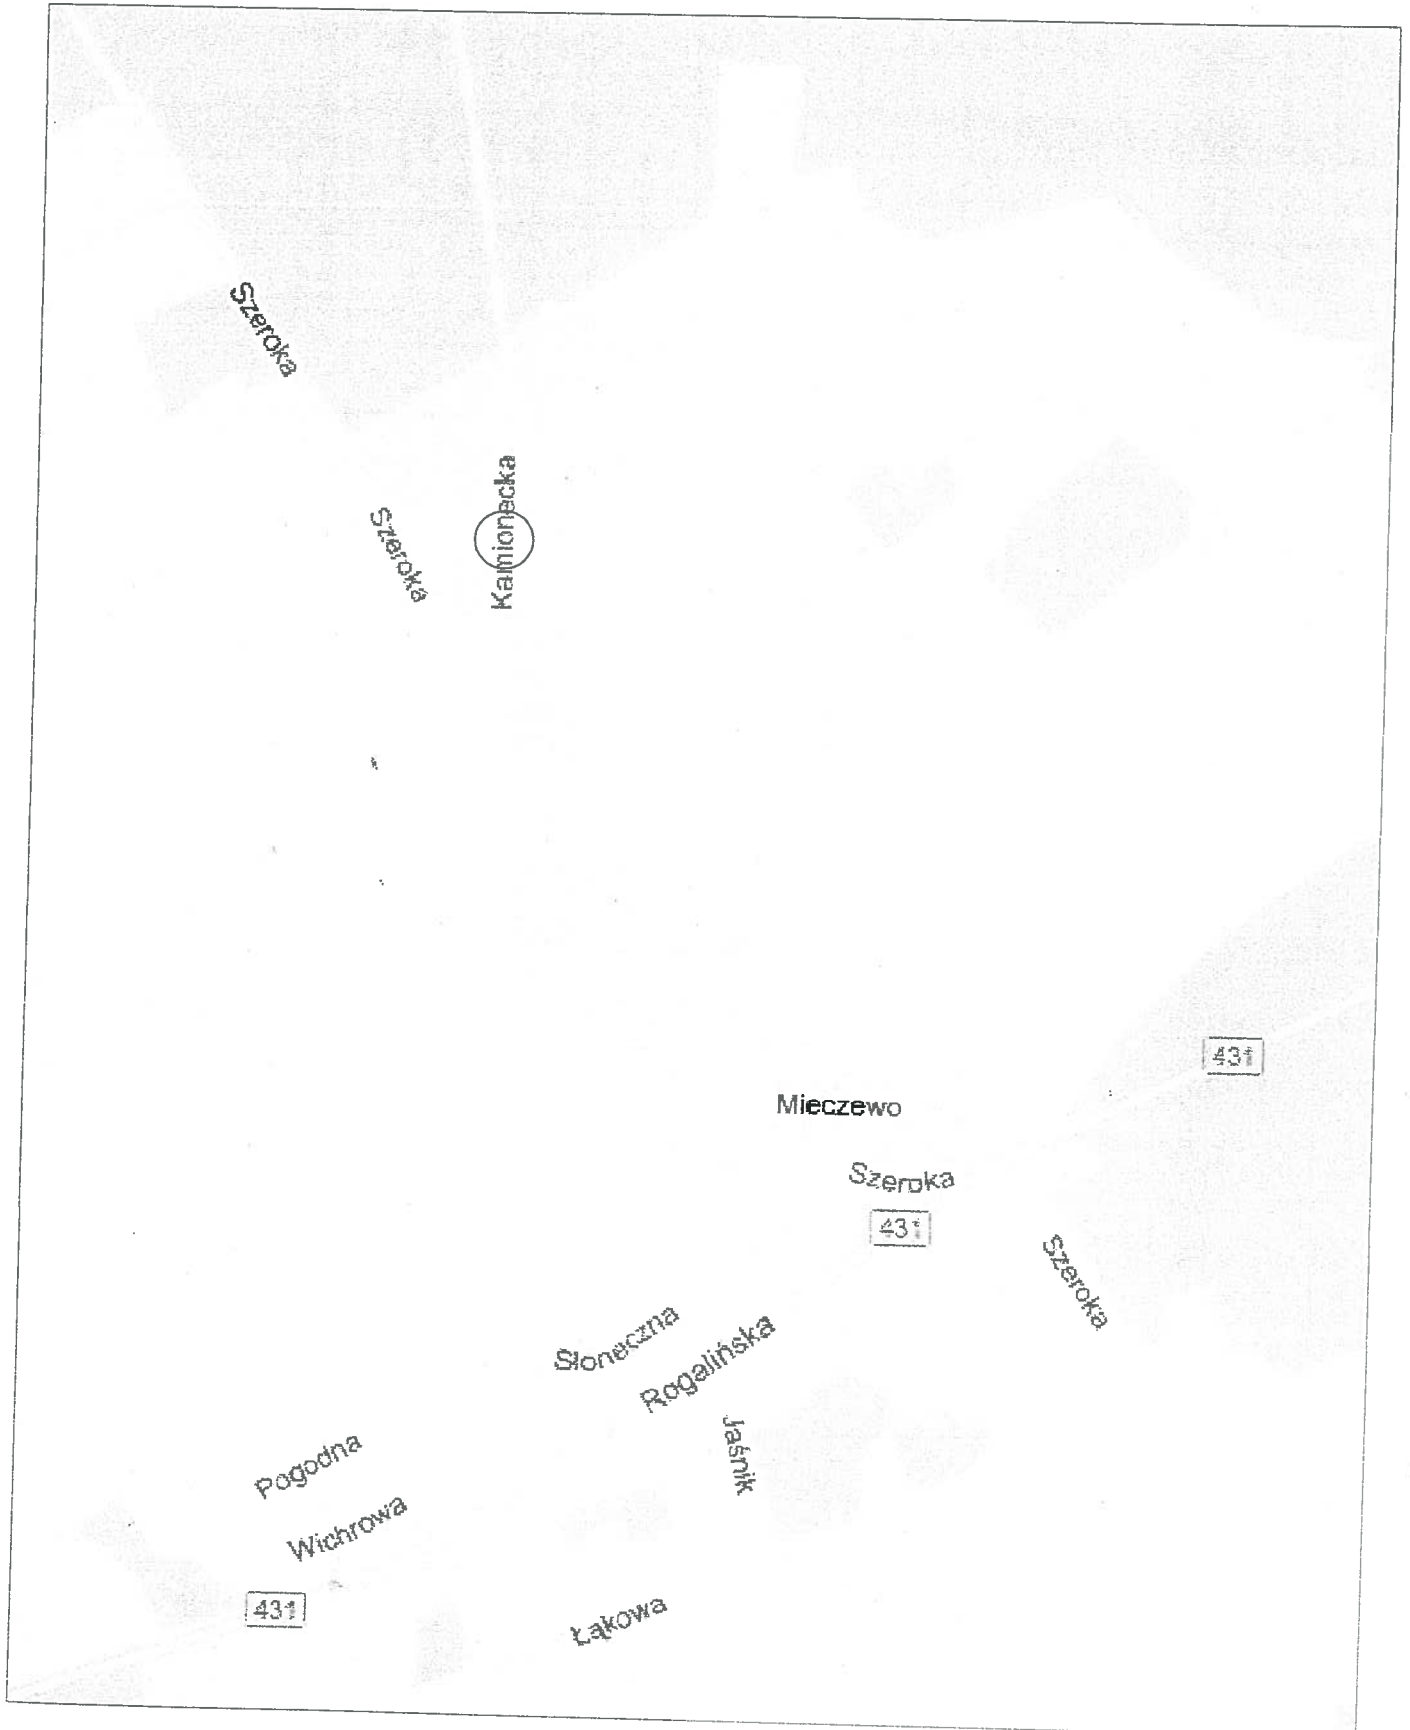 Szeroka
Kamionecka
Szeroka
431
Mieczewo
Szeroka
431
Szeroka
Słoneczna
Rogalińska
Jaśnik
Pogodna
Wichrowa
431
Łąkowa